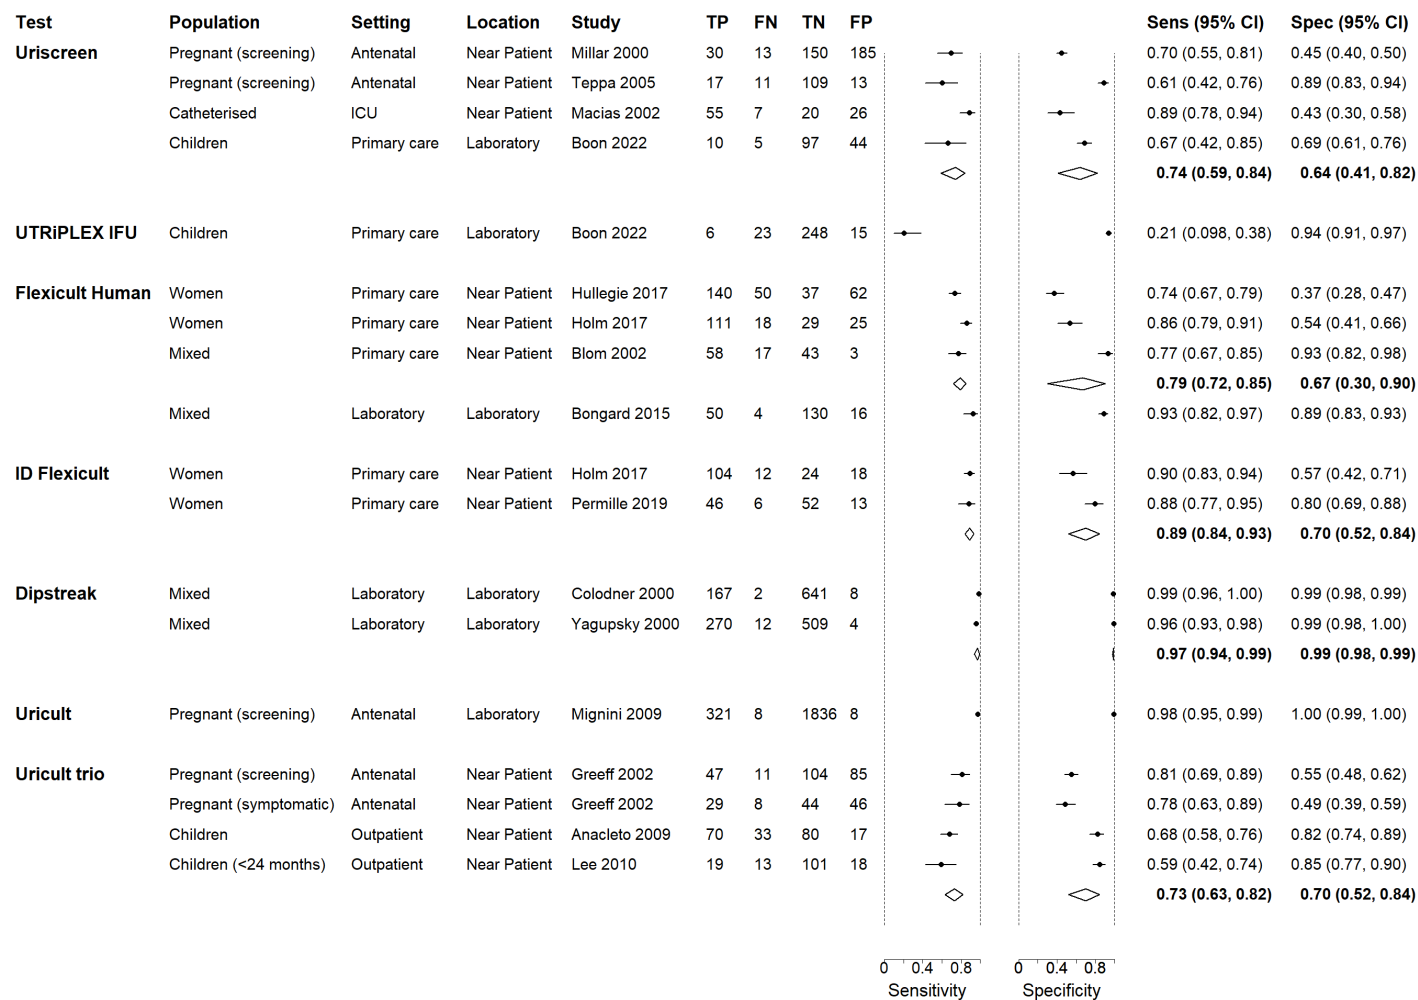 Test Population Setting Location Study TP FN TN FP Sens (95% CI) Spec (95% CI)
Uriscreen Pregnant (screening) Antenatal Near Patient Millar 2000 30 13 150 185 0.70 (0.55, 0.81) 0.45 (0.40, 0.50)
Pregnant (screening) Antenatal Near Patient Teppa 2005 17 11 109 13 0.61 (0.42, 0.76) 0.89 (0.83, 0.94)
Catheterised ICU Near Patient Macias 2002 55 7 20 26 0.89 (0.78, 0.94) 0.43 (0.30, 0.58)
Children Primary care Laboratory Boon 2022 10 5 97 44 0.67 (0.42, 0.85) 0.69 (0.61, 0.76)
0.74 (0.59, 0.84) 0.64 (0.41, 0.82)
UTRiPLEX IFU Children Primary care Laboratory Boon 2022 6 23 248 15 0.21 (0.098, 0.38) 0.94 (0.91, 0.97)
Flexicult Human Women Primary care Near Patient Hullegie 2017 140 50 37 62 0.74 (0.67, 0.79) 0.37 (0.28, 0.47)
Women Primary care Near Patient Holm 2017 111 18 29 25 0.86 (0.79, 0.91) 0.54 (0.41, 0.66)
Mixed Primary care Near Patient Blom 2002 58 17 43 3 0.77 (0.67, 0.85) 0.93 (0.82, 0.98)
0.79 (0.72, 0.85) 0.67 (0.30, 0.90)
Mixed Laboratory Laboratory Bongard 2015 50 4 130 16 0.93 (0.82, 0.97) 0.89 (0.83, 0.93)
ID Flexicult Women Primary care Near Patient Holm 2017 104 12 24 18 0.90 (0.83, 0.94) 0.57 (0.42, 0.71)
Women Primary care Near Patient Permille 2019 46 6 52 13 0.88 (0.77, 0.95) 0.80 (0.69, 0.88)
0.89 (0.84, 0.93) 0.70 (0.52, 0.84)
Dipstreak Mixed Laboratory Laboratory Colodner 2000 167 2 641 8 0.99 (0.96, 1.00) 0.99 (0.98, 0.99)
Mixed Laboratory Laboratory Yagupsky 2000 270 12 509 4 0.96 (0.93, 0.98) 0.99 (0.98, 1.00)
0.97 (0.94, 0.99) 0.99 (0.98, 0.99)
Uricult Pregnant (screening) Antenatal Laboratory Mignini 2009 321 8 1836 8 0.98 (0.95, 0.99) 1.00 (0.99, 1.00)
Uricult trio Pregnant (screening) Antenatal Near Patient Greeff 2002 47 11 104 85 0.81 (0.69, 0.89) 0.55 (0.48, 0.62)
Pregnant (symptomatic) Antenatal Near Patient Greeff 2002 29 8 44 46 0.78 (0.63, 0.89) 0.49 (0.39, 0.59)
Children Outpatient Near Patient Anacleto 2009 70 33 80 17 0.68 (0.58, 0.76) 0.82 (0.74, 0.89)
Children (<24 months) Outpatient Near Patient Lee 2010 19 13 101 18 0.59 (0.42, 0.74) 0.85 (0.77, 0.90)
0.73 (0.63, 0.82) 0.70 (0.52, 0.84)
0 0.4 0.8 0 0.4 0.8
Sensitivity Specificity